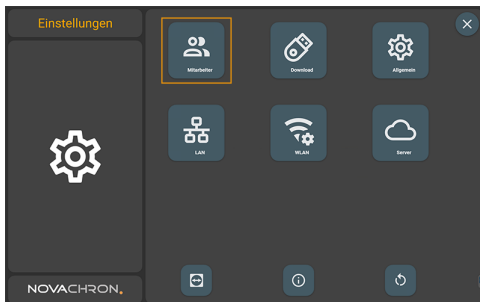 Einstellungen
Mitarbeiter
Download
Allgemein
LAN
WLAN
Server
NOVACHRON.